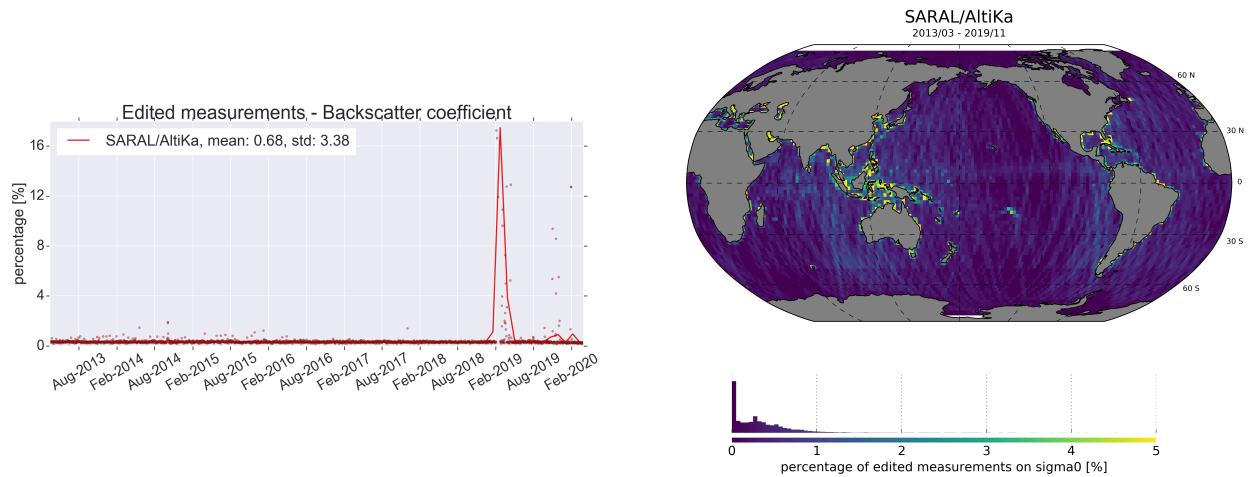 Edited measurements - Backscatter coefficient
SARAL/AltiKa, mean: 0.68, std: 3.38
percentage [%]
16
12
8
4
0
Aug-2013
Feb-2014
Aug-2014
Feb-2015
Aug-2015
Feb-2016
Aug-2016
Feb-2017
Aug-2017
Feb-2018
Aug-2018
Feb-2019
Aug-2019
Feb-2020
SARAL/AltiKa
2013/03 - 2019/11
60 N
30 N
0
30 S
60 S
0 1 2 3 4 5
percentage of edited measurements on sigma0 [%]